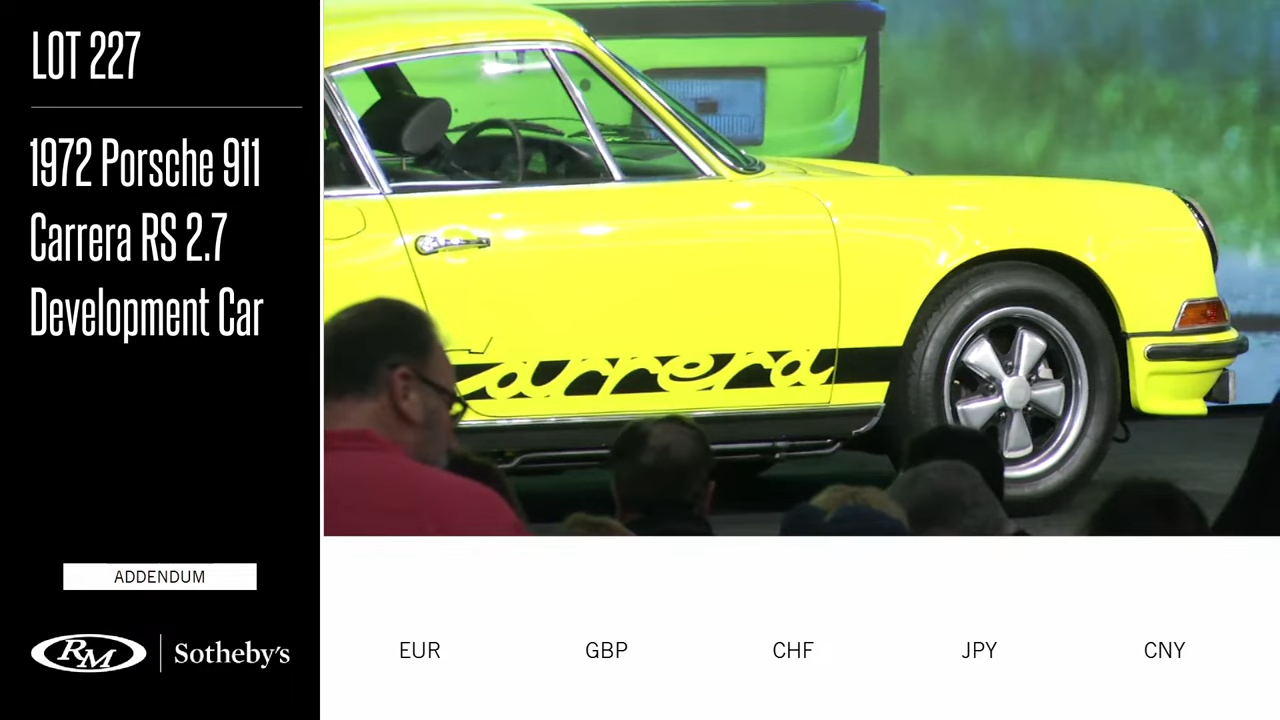 LOT 227
1972 Porsche 911
Carrera RS 2.7
Development Car
Carrera
ADDENDUM
RM
Sotheby's
EUR
GBP
CHF
JPY
CNY